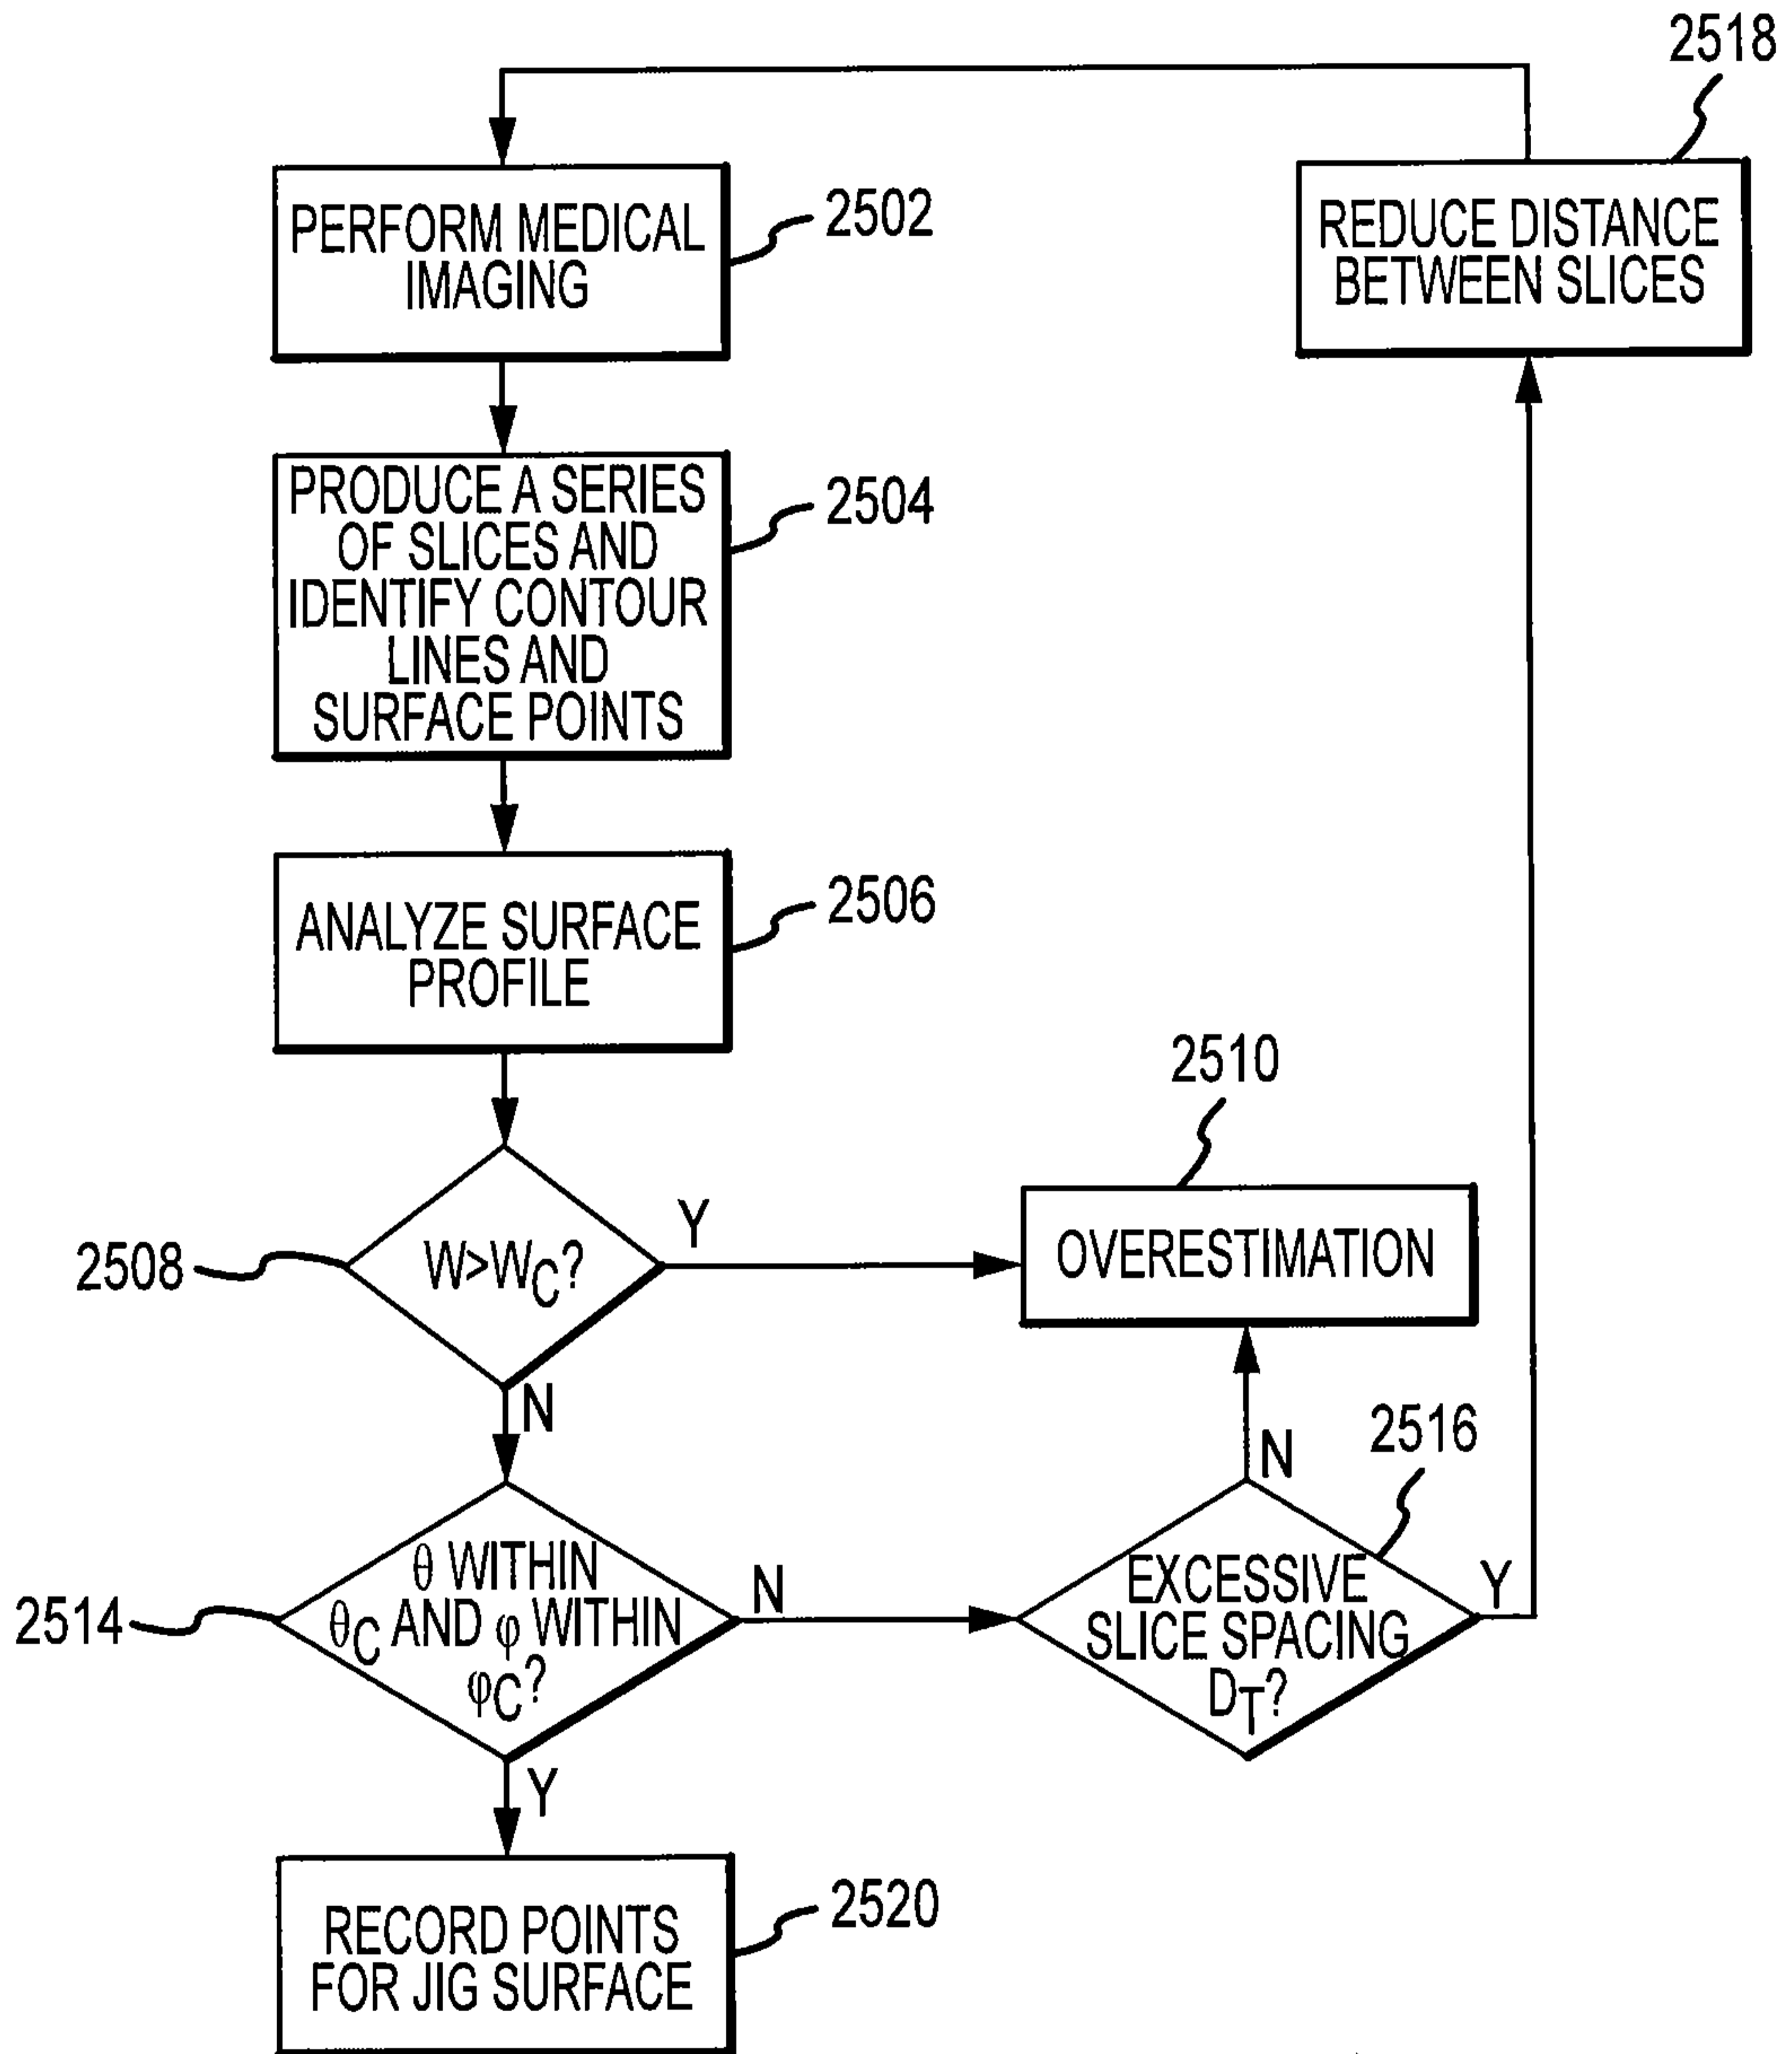 2518
PERFORM MEDICAL
IMAGING
2502
REDUCE DISTANCE
BETWEEN SLICES
PRODUCE A SERIES
OF SLICES AND
IDENTIFY CONTOUR
LINES AND
SURFACE POINTS
2504
ANALYZE SURFACE
PROFILE
2506
2510
2508
W>WC?
Y
OVERESTIMATION
N
N
2516
2514
θ WITHIN
θC AND φ WITHIN
φC?
N
EXCESSIVE
SLICE SPACING
DT?
Y
Y
RECORD POINTS
FOR JIG SURFACE
2520